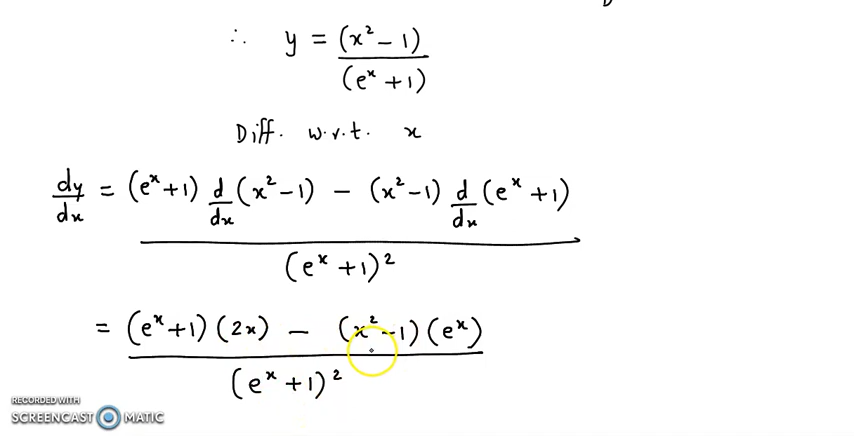 ∴ y = (x² − 1) / (eˣ + 1)
Diff. w.r.t. x
dy/dx = (eˣ+1) d/dx (x²−1) − (x²−1) d/dx (eˣ + 1) / (eˣ + 1)²
= (eˣ+1) (2x) − (x²−1) (eˣ) / (eˣ + 1)²
RECORDED WITH
SCREENCAST MATIC